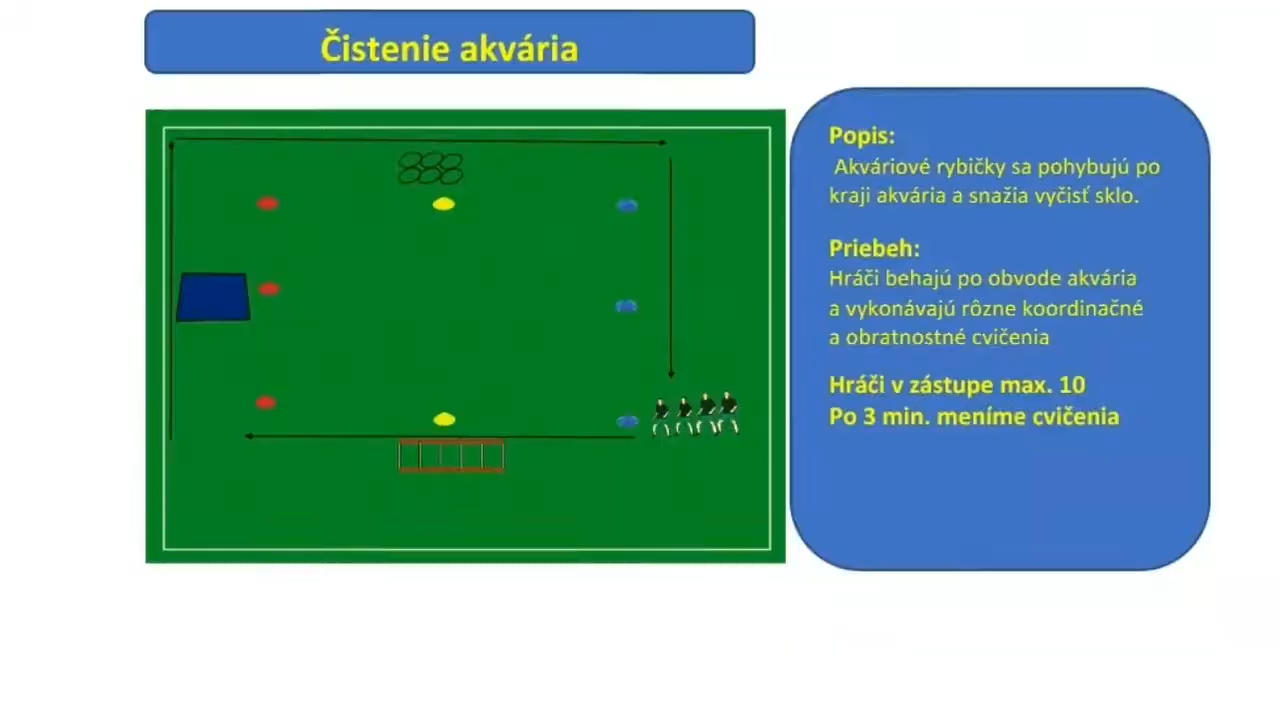 Čistenie akvária
Popis:
Akváriové rybičky sa pohybujú po
kraji akvária a snažia vyčisť sklo.
Priebeh:
Hráči behajú po obvode akvária
a vykonávajú rôzne koordinačné
a obratnostné cvičenia
Hráči v zástupe max. 10
Po 3 min. meníme cvičenia